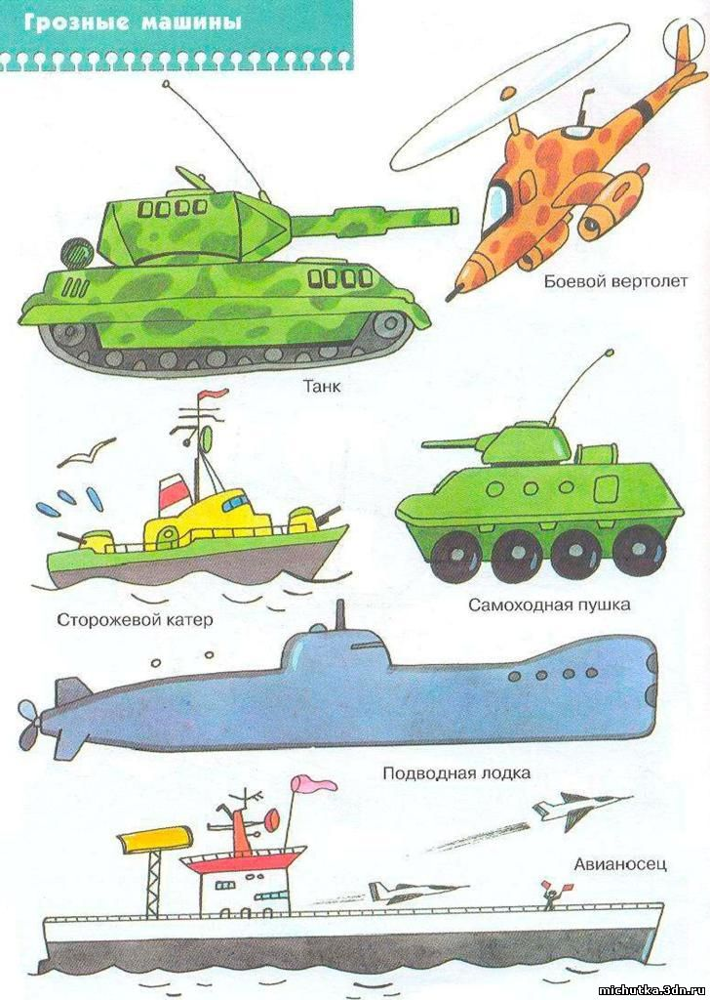 Грозные машины
Боевой вертолет
Танк
Самоходная пушка
Сторожевой катер
Подводная лодка
Авианосец
michutka.3dn.ru